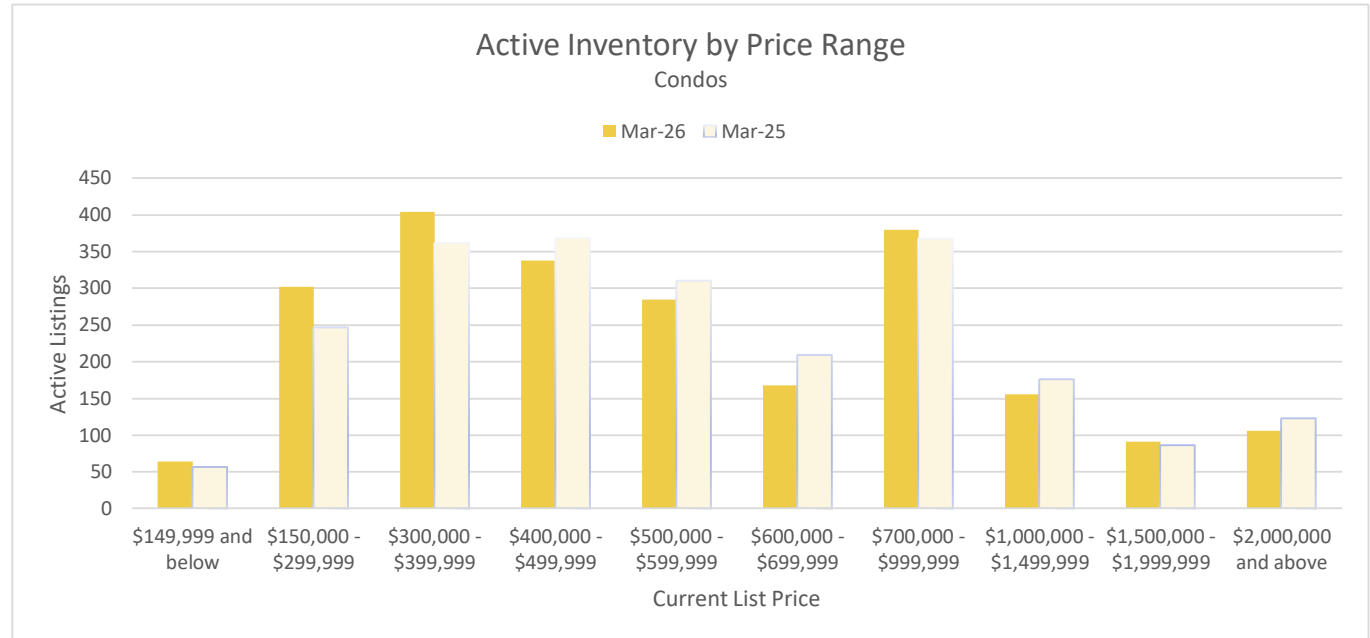 Active Inventory by Price Range
Condos
Mar-26 Mar-25
Active Listings
450
400
350
300
250
200
150
100
50
0
$149,999 and $150,000 - $300,000 - $400,000 - $500,000 - $600,000 - $700,000 - $1,000,000 - $1,500,000 - $2,000,000
below $299,999 $399,999 $499,999 $599,999 $699,999 $999,999 $1,499,999 $1,999,999 and above
Current List Price